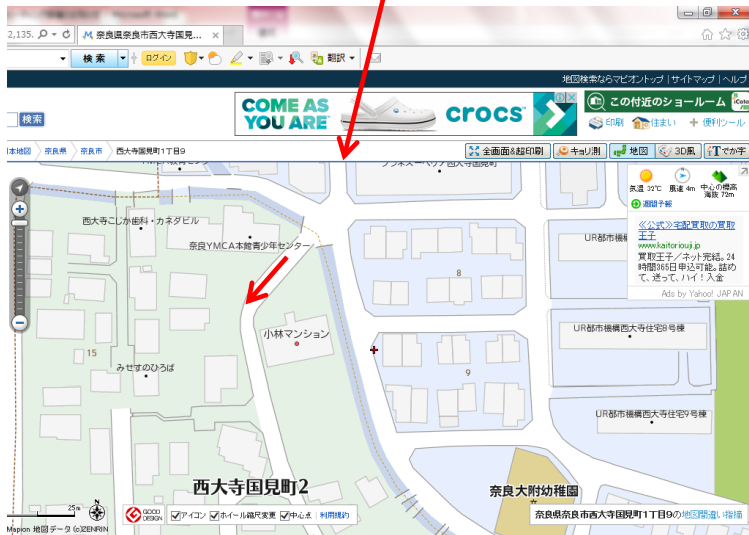 2,135.
奈良県奈良市西大寺国見...
検索
ログイン
翻訳
地図検索ならマピオントップ | サイトマップ | ヘルプ
検索
COME AS
YOU ARE
crocs
この付近のショールーム
印刷 住まい 便利ツール
日本地図 奈良県 奈良市 西大寺国見町1丁目9
全画面&超印刷 キョリ測 地図 3D風 でか字
気温 32℃ 風速 4m 中心の標高
海抜 72m
週間予報
西大寺こじか歯科・カネダビル
奈良YMCA本館青少年センター
UR都市機構
8
《公式》宅配買取の買取
王子
www.kaitoriouji.jp
買取王子/ネット完結。24
時間365日申込可能。詰め
て、送って、ハイ!入金
Ads by Yahoo! JAPAN
小林マンション
UR都市機構西大寺住宅8号棟
15
みせすのひろば
9
UR都市機構西大寺住宅9号棟
西大寺国見町2
奈良大附幼稚園
25m
N
GOOD
DESIGN
アイコン ホイール縮尺変更 中心点 利用規約
奈良県奈良市西大寺国見町1丁目9の地図間違い指摘
Mapion 地図データ (c)ZENRIN